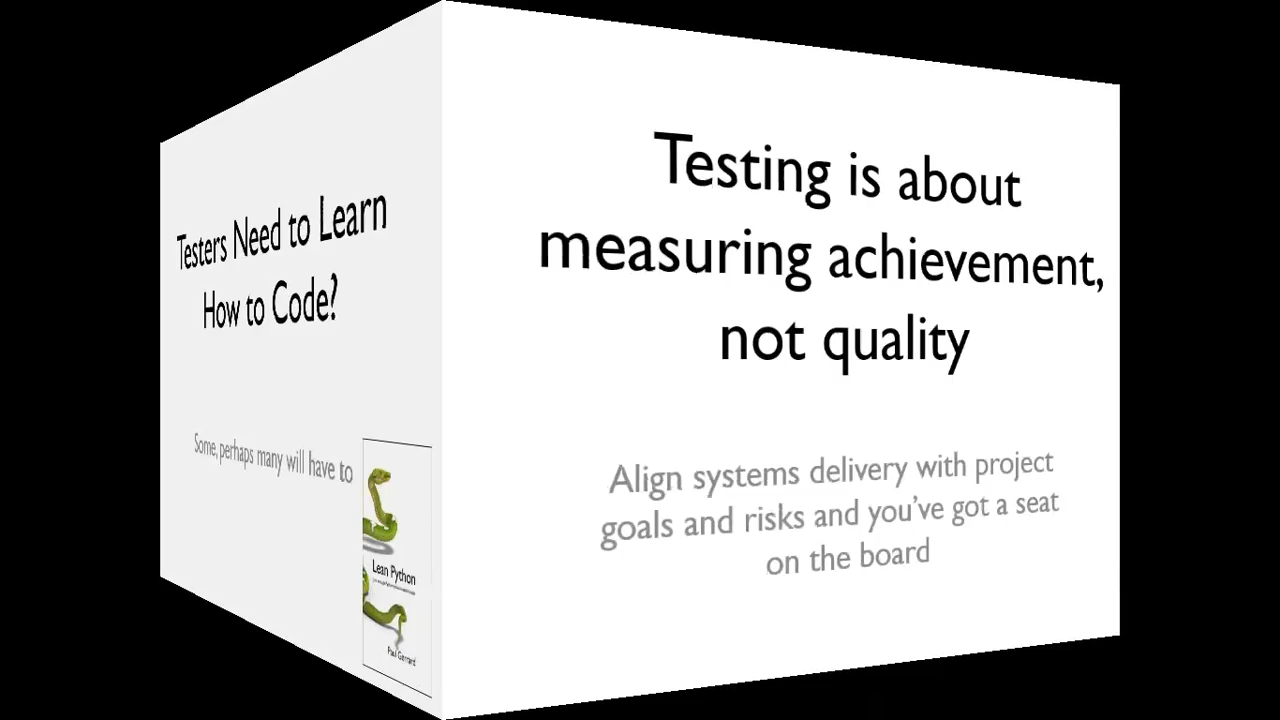 Testers Need to Learn
How to Code?
Some, perhaps many will have to
Lean Python
Paul Gerrard
Testing is about
measuring achievement,
not quality
Align systems delivery with project
goals and risks and you've got a seat
on the board